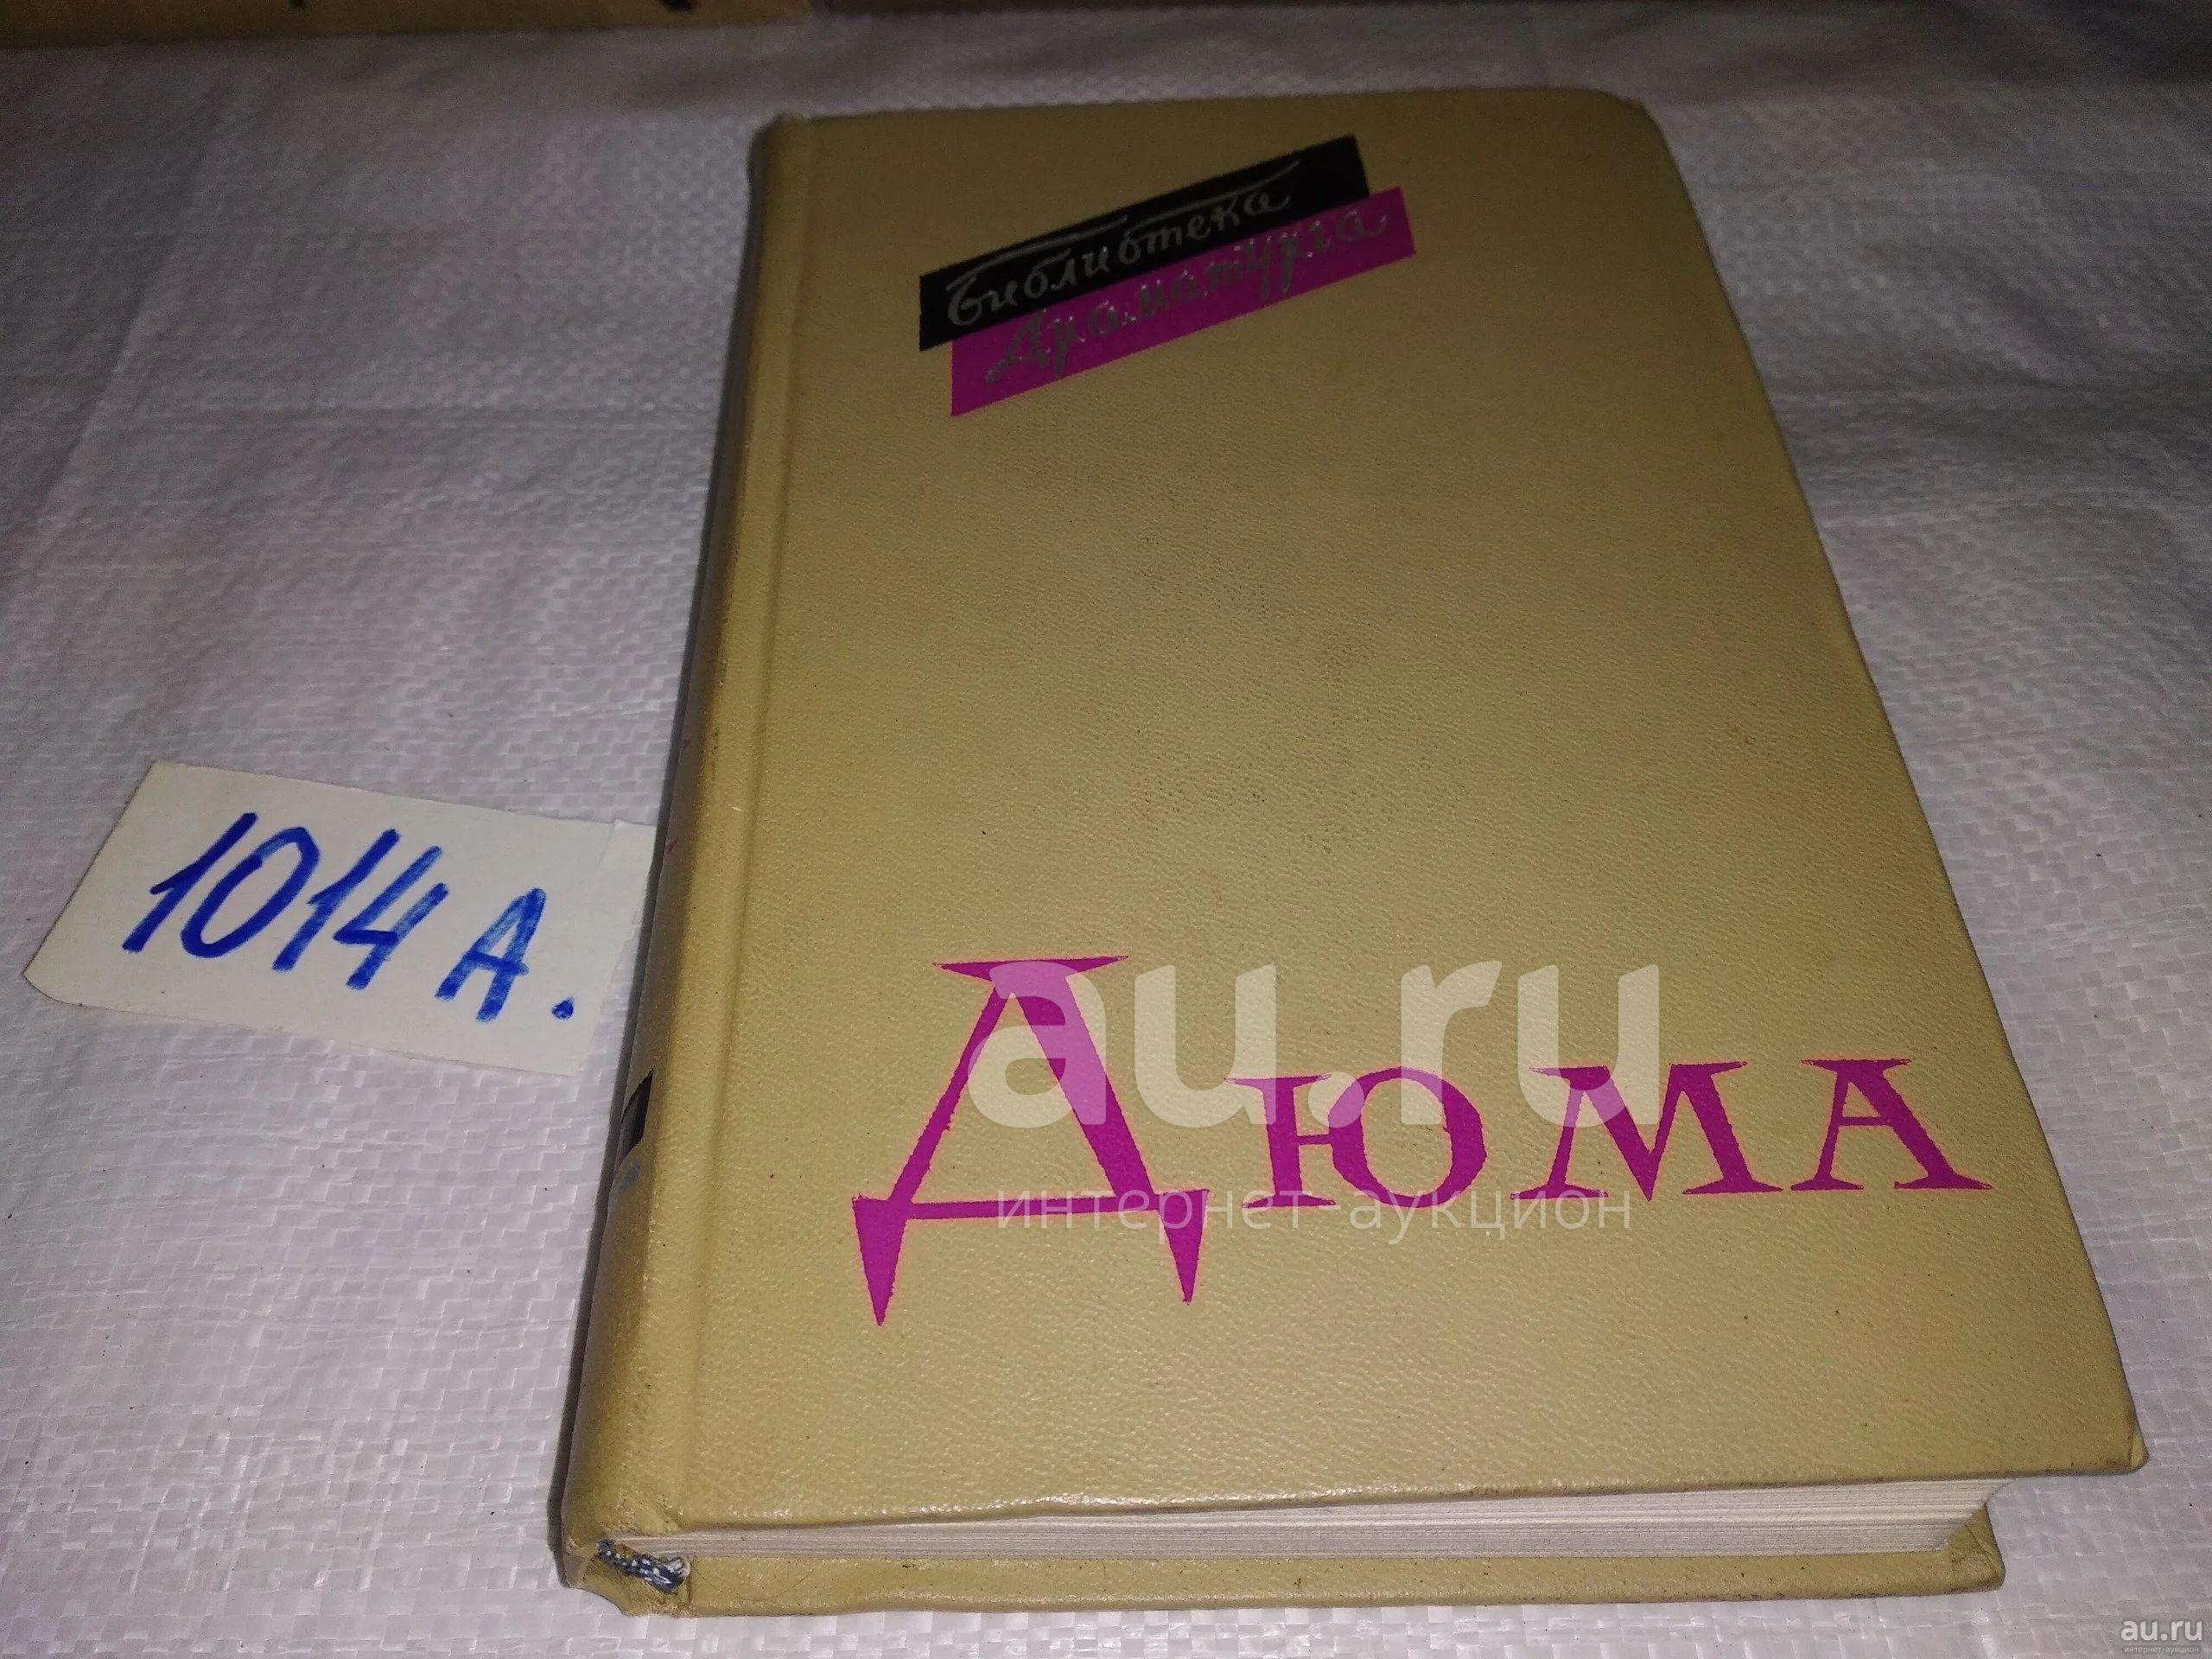 Библиотека
Драматурга
1014 А.
Дюма
au.ru
интернет-аукцион
au.ru
интернет-аукцион